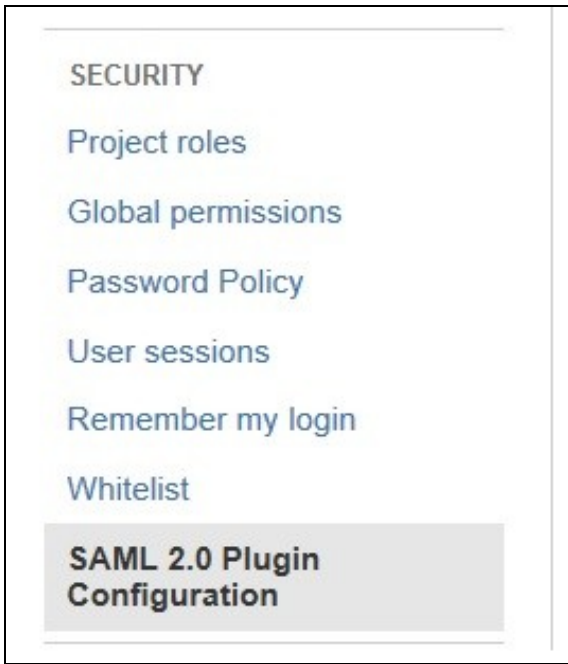 SECURITY
Project roles
Global permissions
Password Policy
User sessions
Remember my login
Whitelist
SAML 2.0 Plugin
Configuration